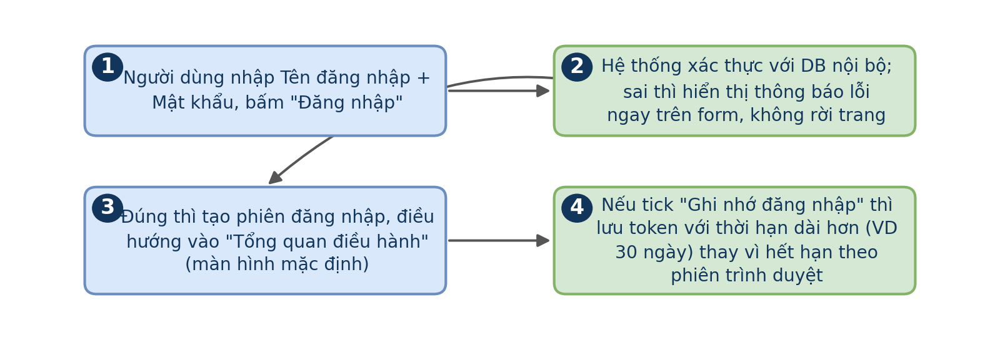 1
Người dùng nhập Tên đăng nhập +
Mật khẩu, bấm "Đăng nhập"
2
Hệ thống xác thực với DB nội bộ;
sai thì hiển thị thông báo lỗi
ngay trên form, không rời trang
3
Đúng thì tạo phiên đăng nhập, điều
hướng vào "Tổng quan điều hành"
(màn hình mặc định)
4
Nếu tick "Ghi nhớ đăng nhập" thì
lưu token với thời hạn dài hơn (VD
30 ngày) thay vì hết hạn theo
phiên trình duyệt